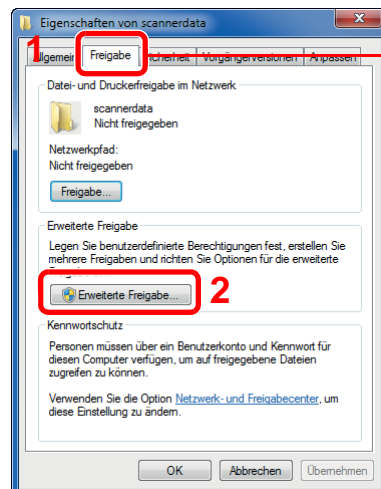 Eigenschaften von scannerdata
1
Freigabe Vorgängerversionen Anpassen
Datei- und Druckerfreigabe im Netzwerk
scannerdata
Nicht freigegeben
Netzwerkpfad:
Nicht freigegeben
Freigabe...
Erweiterte Freigabe
Legen Sie benutzerdefinierte Berechtigungen fest, erstellen Sie
mehrere Freigaben und richten Sie Optionen für die erweiterte
Erweiterte Freigabe...
2
Kennwortschutz
Personen müssen über ein Benutzerkonto und Kennwort für
diesen Computer verfügen, um auf freigegebene Dateien
zugreifen zu können.
Verwenden Sie die Option Netzwerk- und Freigabecenter, um
diese Einstellung zu ändern.
OK Abbrechen Übernehmen